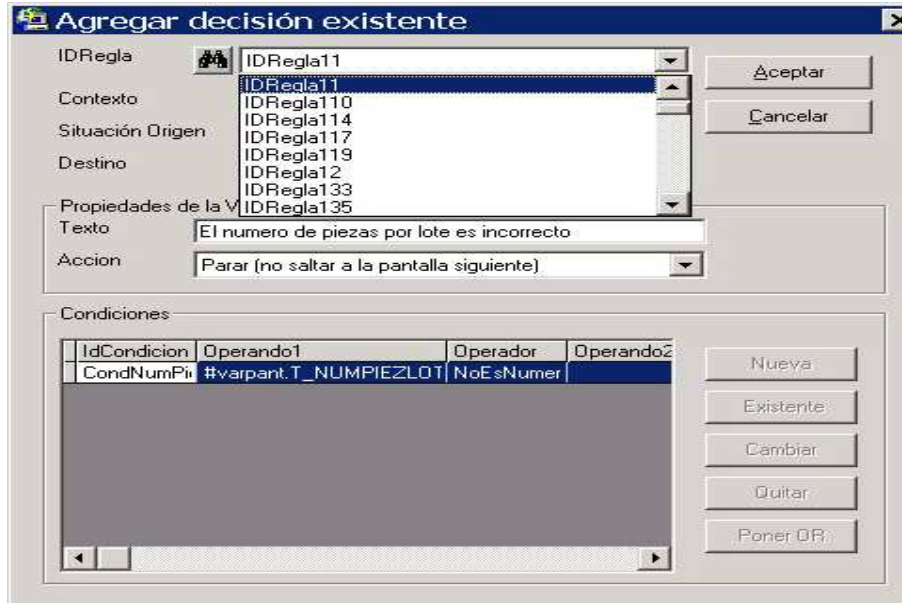 Agregar decisión existente
IDRegla
IDRegla11
Aceptar
IDRegla11
IDRegla110
IDRegla114
IDRegla117
IDRegla119
IDRegla12
IDRegla133
IDRegla135
Contexto
Cancelar
Situación Origen
Destino
Propiedades de la V
Texto
El numero de piezas por lote es incorrecto
Accion
Parar (no saltar a la pantalla siguiente)
Condiciones
IdCondicion Operando1 Operador Operando2
CondNumPi #varpant.T_NUMPIEZLOT NoEsNumer
Nueva
Existente
Cambiar
Quitar
Poner OR